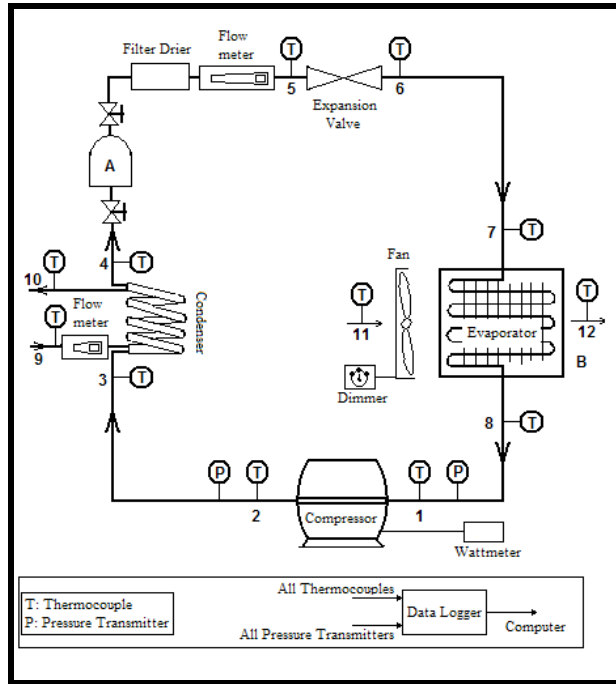 Filter Drier
Flow
meter
T
T
5
6
Expansion
Valve
A
7
T
4
T
T
10
Flow
meter
T
9
Condenser
3
T
Fan
T
11
Dimmer
Evaporator
T
12
B
8
T
P
T
2
Compressor
T
P
1
Wattmeter
T: Thermocouple
P: Pressure Transmitter
All Thermocouples
All Pressure Transmitters
Data Logger
Computer